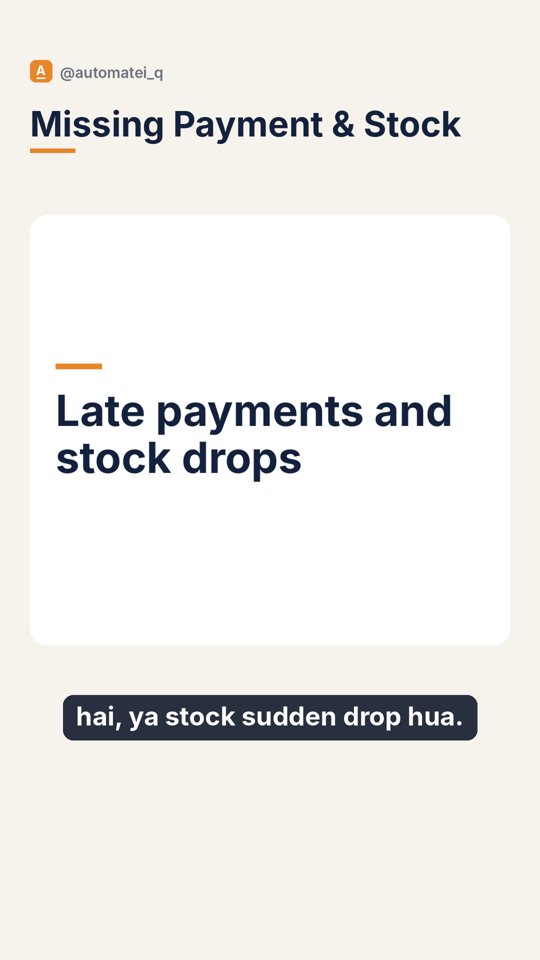 A
@automatei_q
Missing Payment & Stock
Late payments and
stock drops
hai, ya stock sudden drop hua.